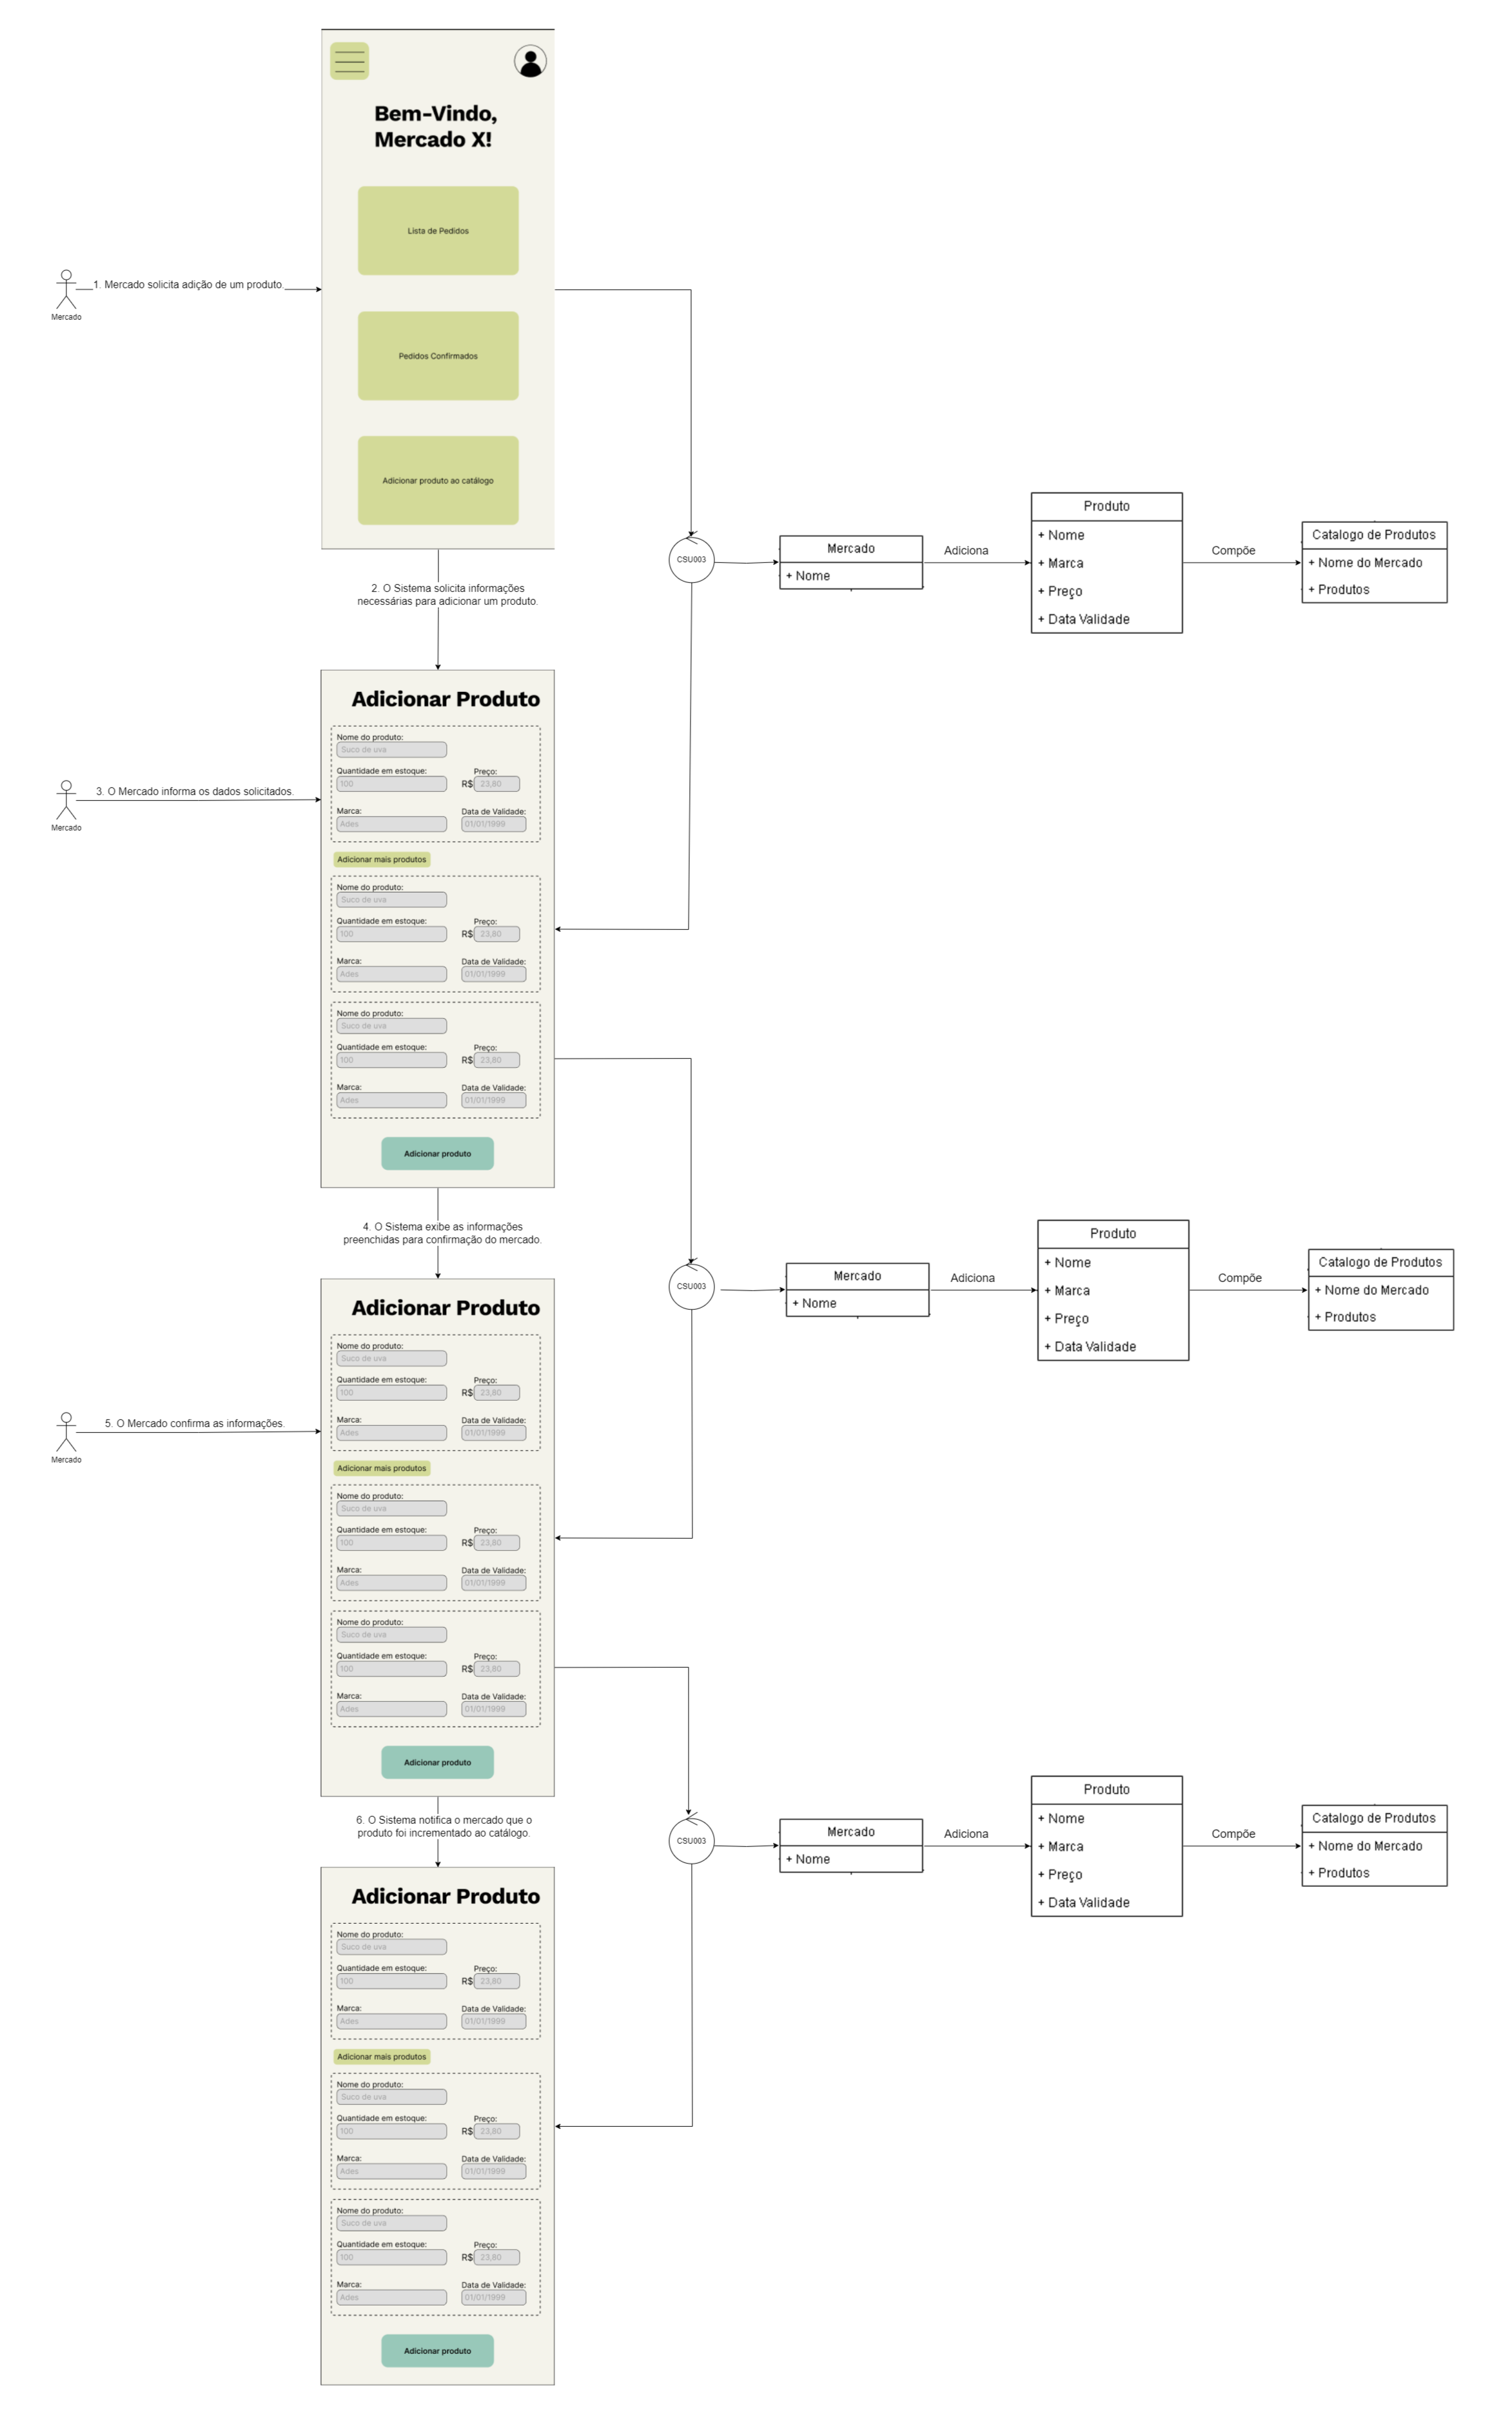 Bem-Vindo,
Mercado X!
Lista de Pedidos
1. Mercado solicita adição de um produto.
Mercado
Pedidos Confirmados
Adicionar produto ao catálogo
CSU003
Mercado
+ Nome
Adiciona
Produto
+ Nome
+ Marca
+ Preço
+ Data Validade
Compõe
Catalogo de Produtos
+ Nome do Mercado
+ Produtos
2. O Sistema solicita informações
necessárias para adicionar um produto.
Adicionar Produto
Nome do produto:
Suco de uva
Quantidade em estoque:
100
Preço:
R$ 23,80
Marca:
Ades
Data de Validade:
01/01/1999
3. O Mercado informa os dados solicitados.
Mercado
Adicionar mais produtos
Nome do produto:
Suco de uva
Quantidade em estoque:
100
Preço:
R$ 23,80
Marca:
Ades
Data de Validade:
01/01/1999
Nome do produto:
Suco de uva
Quantidade em estoque:
100
Preço:
R$ 23,80
Marca:
Ades
Data de Validade:
01/01/1999
Adicionar produto
4. O Sistema exibe as informações
preenchidas para confirmação do mercado.
CSU003
Mercado
+ Nome
Adiciona
Produto
+ Nome
+ Marca
+ Preço
+ Data Validade
Compõe
Catalogo de Produtos
+ Nome do Mercado
+ Produtos
Adicionar Produto
Nome do produto:
Suco de uva
Quantidade em estoque:
100
Preço:
R$ 23,80
Marca:
Ades
Data de Validade:
01/01/1999
5. O Mercado confirma as informações.
Mercado
Adicionar mais produtos
Nome do produto:
Suco de uva
Quantidade em estoque:
100
Preço:
R$ 23,80
Marca:
Ades
Data de Validade:
01/01/1999
Nome do produto:
Suco de uva
Quantidade em estoque:
100
Preço:
R$ 23,80
Marca:
Ades
Data de Validade:
01/01/1999
Adicionar produto
6. O Sistema notifica o mercado que o
produto foi incrementado ao catálogo.
CSU003
Mercado
+ Nome
Adiciona
Produto
+ Nome
+ Marca
+ Preço
+ Data Validade
Compõe
Catalogo de Produtos
+ Nome do Mercado
+ Produtos
Adicionar Produto
Nome do produto:
Suco de uva
Quantidade em estoque:
100
Preço:
R$ 23,80
Marca:
Ades
Data de Validade:
01/01/1999
Adicionar mais produtos
Nome do produto:
Suco de uva
Quantidade em estoque:
100
Preço:
R$ 23,80
Marca:
Ades
Data de Validade:
01/01/1999
Nome do produto:
Suco de uva
Quantidade em estoque:
100
Preço:
R$ 23,80
Marca:
Ades
Data de Validade:
01/01/1999
Adicionar produto